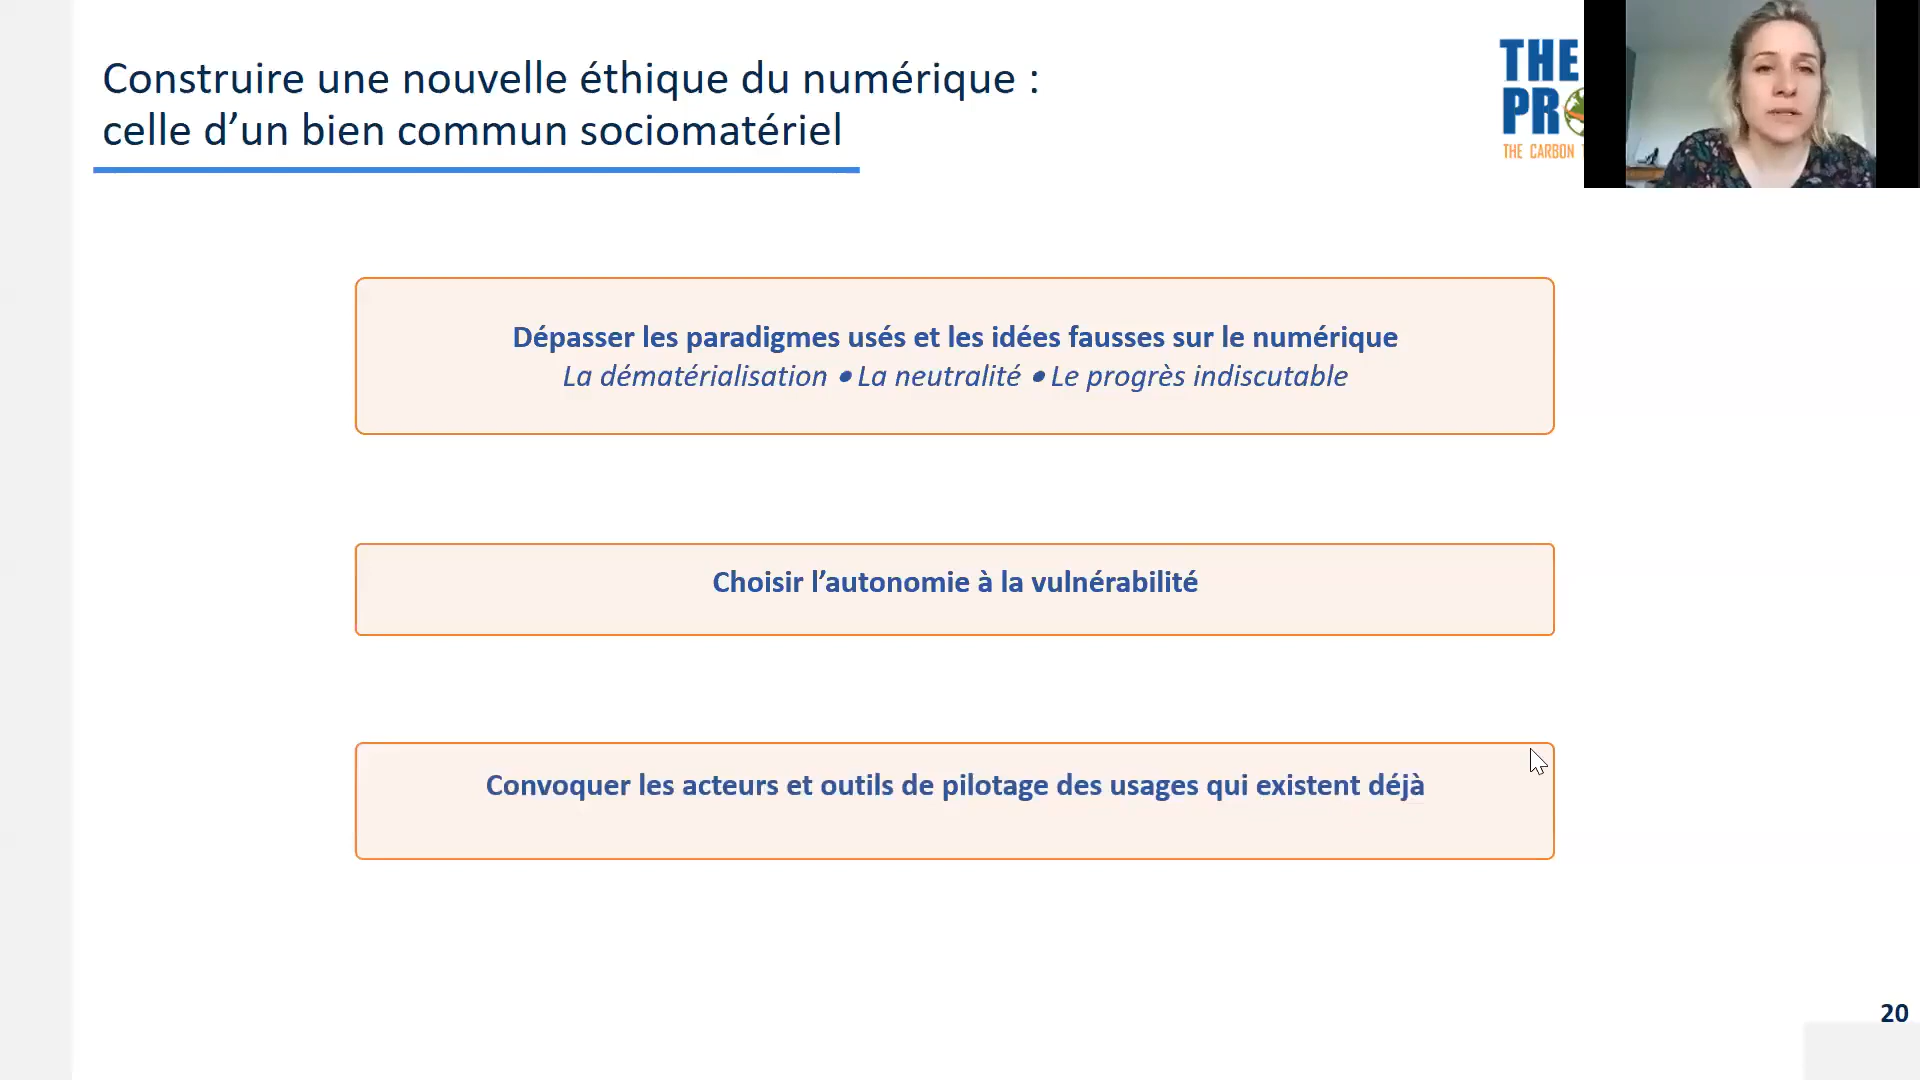 Construire une nouvelle éthique du numérique :
celle d’un bien commun sociomatériel
THE
PR
THE CARBON
Dépasser les paradigmes usés et les idées fausses sur le numérique
La dématérialisation • La neutralité • Le progrès indiscutable
Choisir l’autonomie à la vulnérabilité
Convoquer les acteurs et outils de pilotage des usages qui existent déjà
20